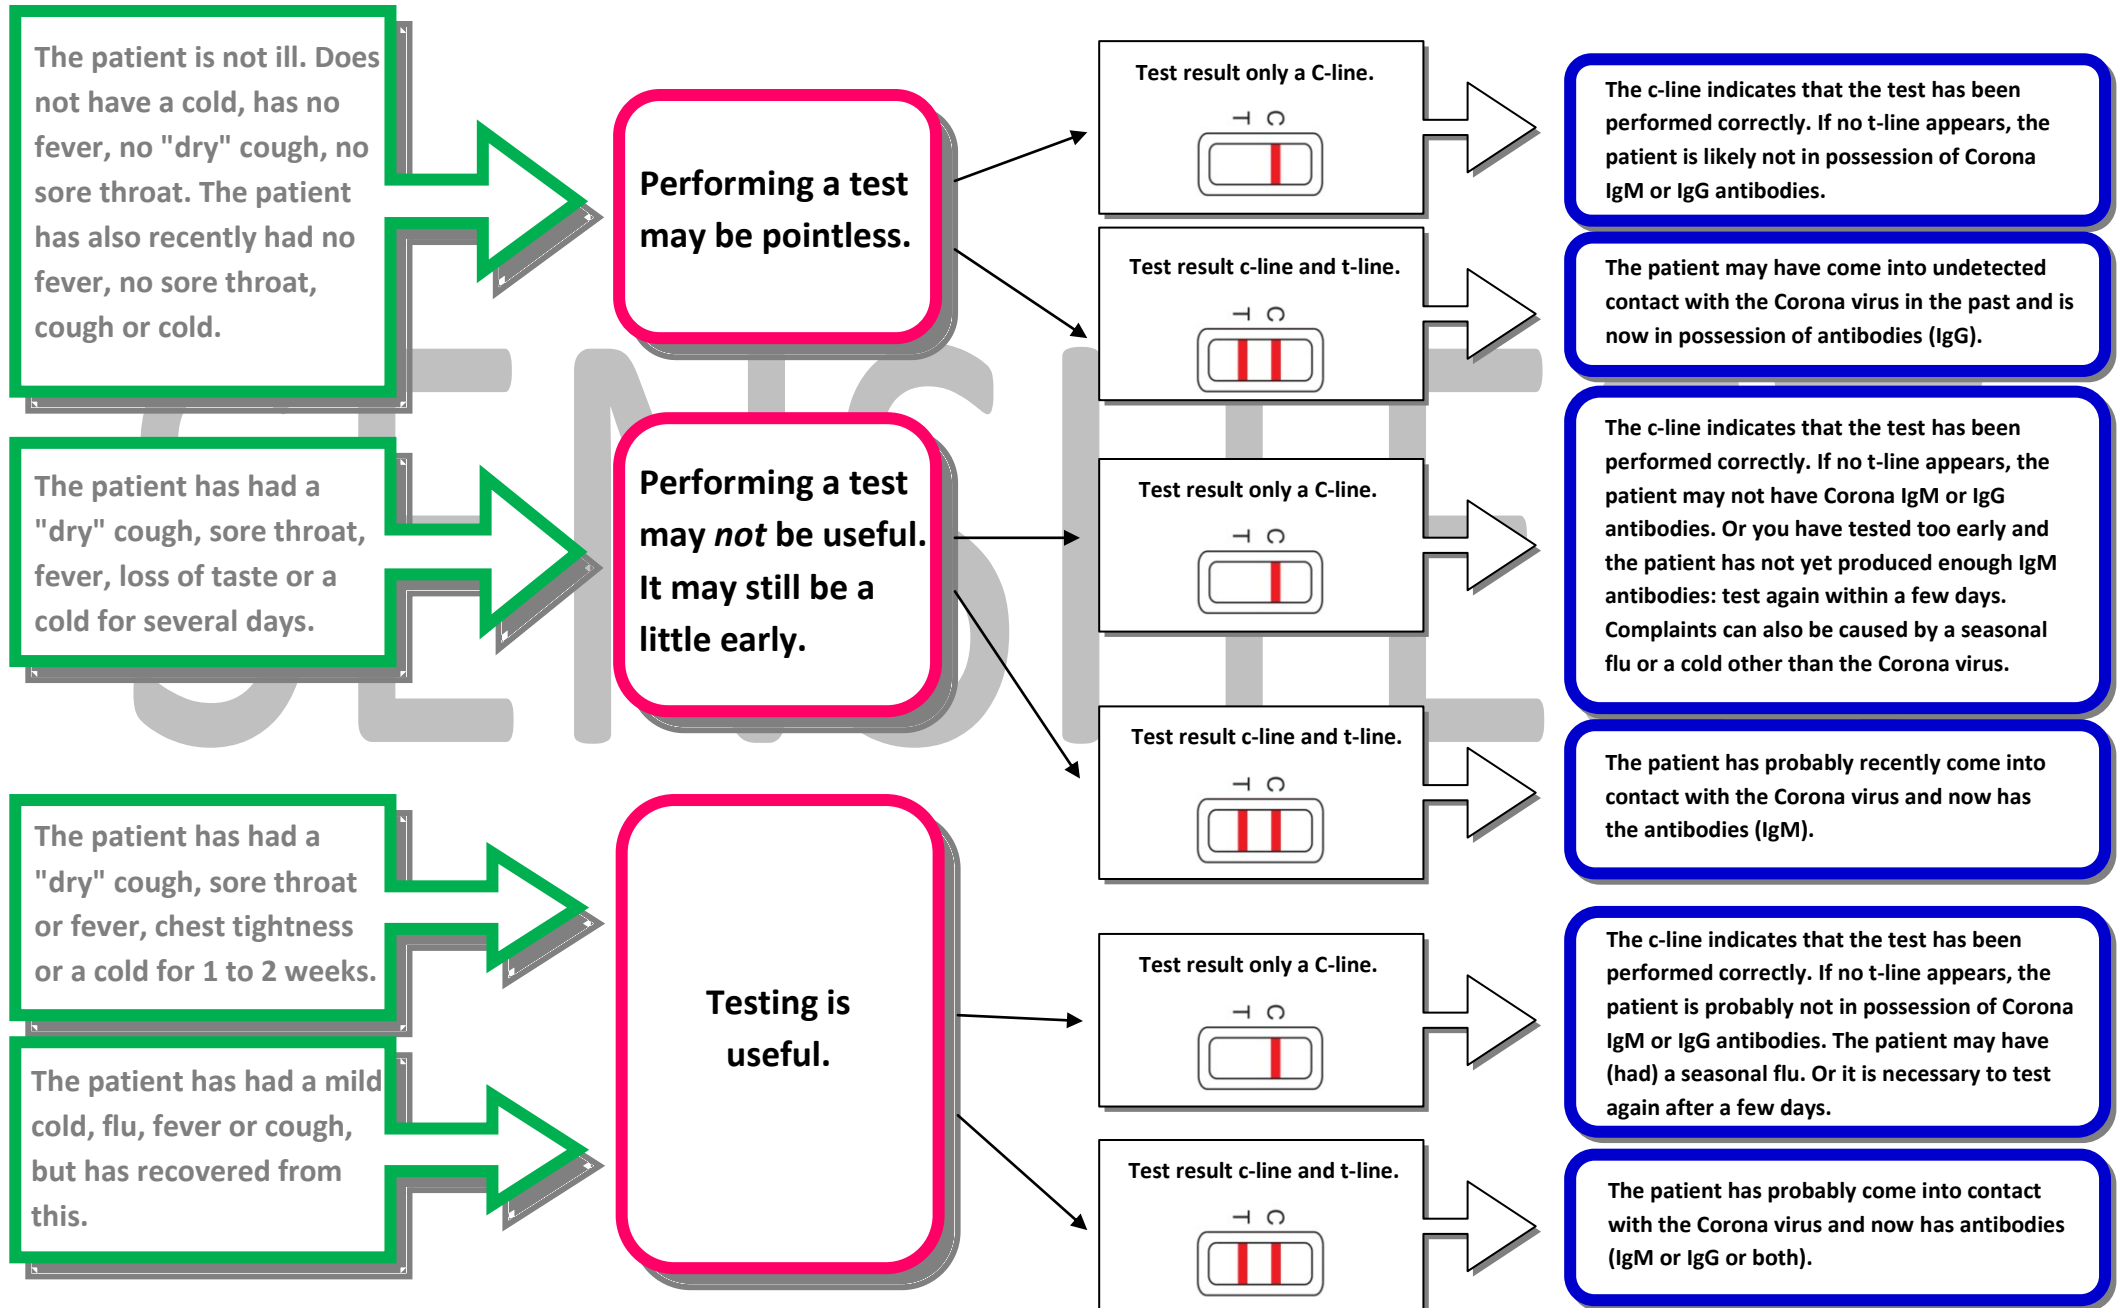 The patient is not ill. Does
not have a cold, has no
fever, no "dry" cough, no
sore throat. The patient
has also recently had no
fever, no sore throat,
cough or cold.
Performing a test
may be pointless.
Test result only a C-line.
T C
The c-line indicates that the test has been
performed correctly. If no t-line appears, the
patient is likely not in possession of Corona
IgM or IgG antibodies.
Test result c-line and t-line.
T C
The patient may have come into undetected
contact with the Corona virus in the past and is
now in possession of antibodies (IgG).
The patient has had a
"dry" cough, sore throat,
fever, loss of taste or a
cold for several days.
Performing a test
may not be useful.
It may still be a
little early.
Test result only a C-line.
T C
The c-line indicates that the test has been
performed correctly. If no t-line appears, the
patient may not have Corona IgM or IgG
antibodies. Or you have tested too early and
the patient has not yet produced enough IgM
antibodies: test again within a few days.
Complaints can also be caused by a seasonal
flu or a cold other than the Corona virus.
Test result c-line and t-line.
T C
The patient has probably recently come into
contact with the Corona virus and now has
the antibodies (IgM).
The patient has had a
"dry" cough, sore throat
or fever, chest tightness
or a cold for 1 to 2 weeks.
The patient has had a mild
cold, flu, fever or cough,
but has recovered from
this.
Testing is
useful.
Test result only a C-line.
T C
The c-line indicates that the test has been
performed correctly. If no t-line appears, the
patient is probably not in possession of Corona
IgM or IgG antibodies. The patient may have
(had) a seasonal flu. Or it is necessary to test
again after a few days.
Test result c-line and t-line.
T C
The patient has probably come into contact
with the Corona virus and now has antibodies
(IgM or IgG or both).